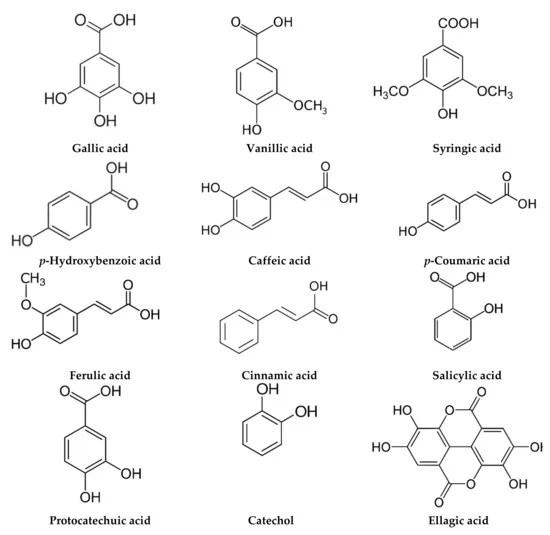 O OH
HO OH
OH
Gallic acid
O OH
OCH3
HO
Vanillic acid
COOH
H3CO OCH3
OH
Syringic acid
OH
O
HO
p-Hydroxybenzoic acid
O
HO
OH
HO
Caffeic acid
O
OH
HO
p-Coumaric acid
CH3
O
O
OH
HO
Ferulic acid
OH
O
Cinnamic acid
O OH
OH
Salicylic acid
O OH
OH
OH
Protocatechuic acid
OH
OH
Catechol
O
HO O
HO OH
O OH
O
Ellagic acid